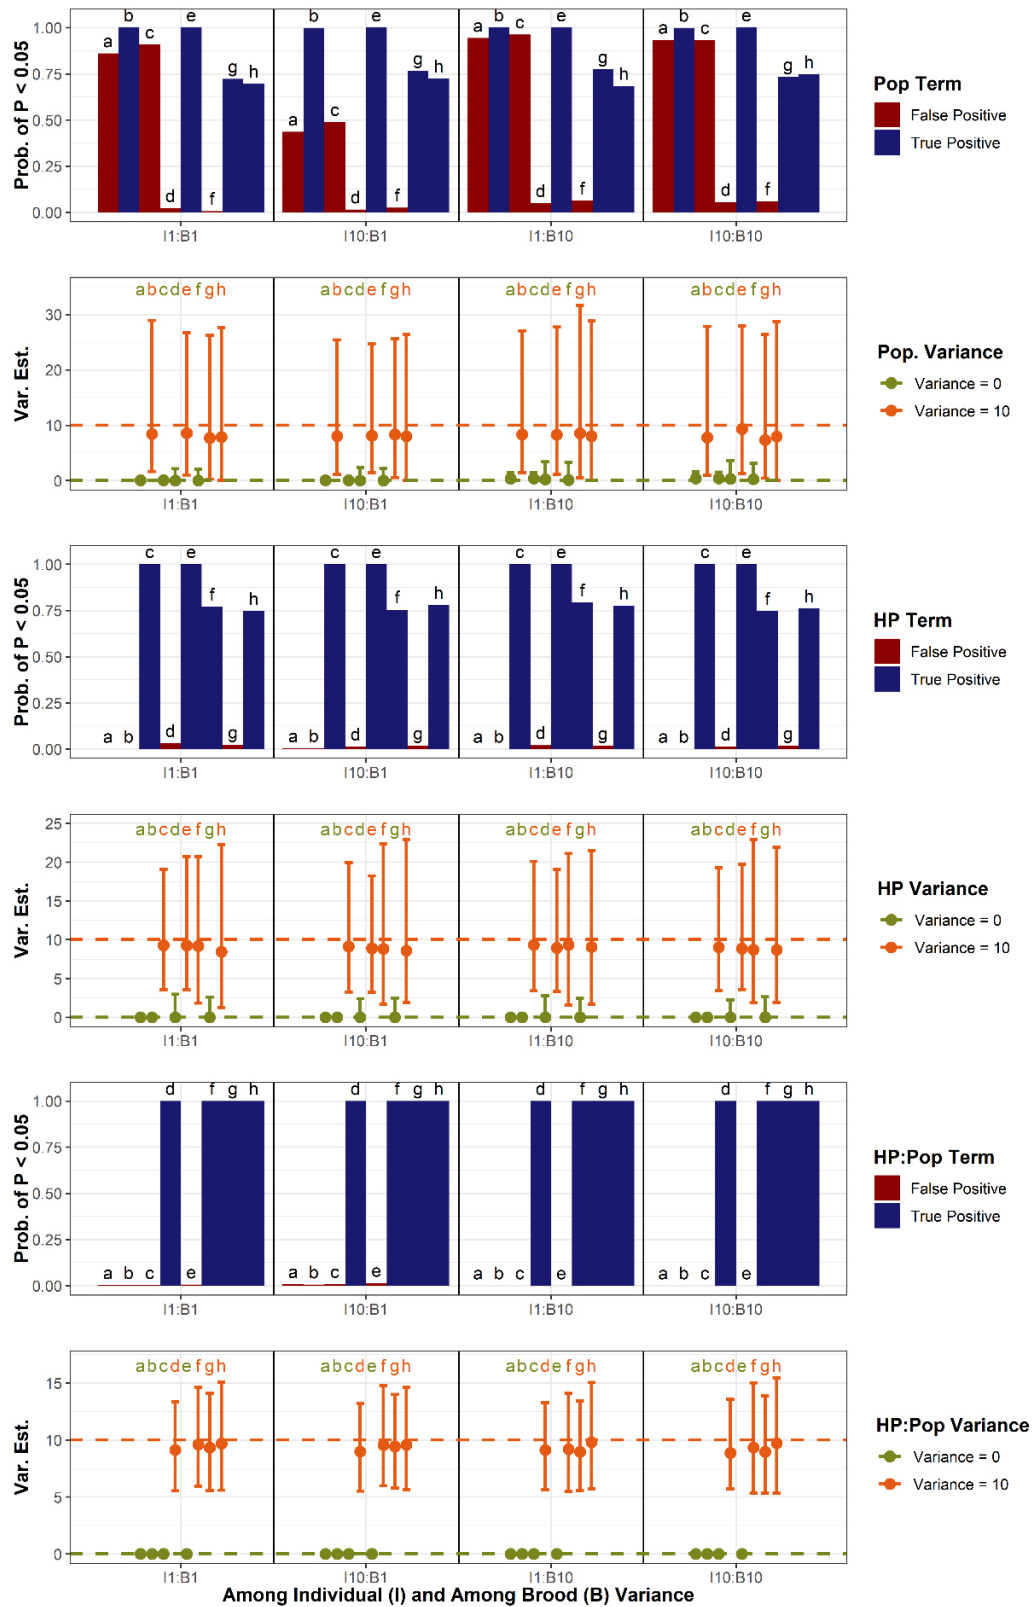 Prob. of P < 0.05
1.00
0.75
0.50
0.25
0.00
a b c d e f g h
a b c d e f g h
a b c d e f g h
a b c d e f g h
I1:B1 I10:B1 I1:B10 I10:B10
Pop Term
False Positive
True Positive
Var. Est.
30
20
10
0
abcdefgh abcdefgh abcdefgh abcdefgh
I1:B1 I10:B1 I1:B10 I10:B10
Pop. Variance
Variance = 0
Variance = 10
Prob. of P < 0.05
1.00
0.75
0.50
0.25
0.00
a b c d e f g h
a b c d e f g h
a b c d e f g h
a b c d e f g h
I1:B1 I10:B1 I1:B10 I10:B10
HP Term
False Positive
True Positive
Var. Est.
25
20
15
10
5
0
abcdefgh abcdefgh abcdefgh abcdefgh
I1:B1 I10:B1 I1:B10 I10:B10
HP Variance
Variance = 0
Variance = 10
Prob. of P < 0.05
1.00
0.75
0.50
0.25
0.00
a b c d e f g h
a b c d e f g h
a b c d e f g h
a b c d e f g h
I1:B1 I10:B1 I1:B10 I10:B10
HP:Pop Term
False Positive
True Positive
Var. Est.
15
10
5
0
abcdefgh abcdefgh abcdefgh abcdefgh
I1:B1 I10:B1 I1:B10 I10:B10
HP:Pop Variance
Variance = 0
Variance = 10
Among Individual (I) and Among Brood (B) Variance